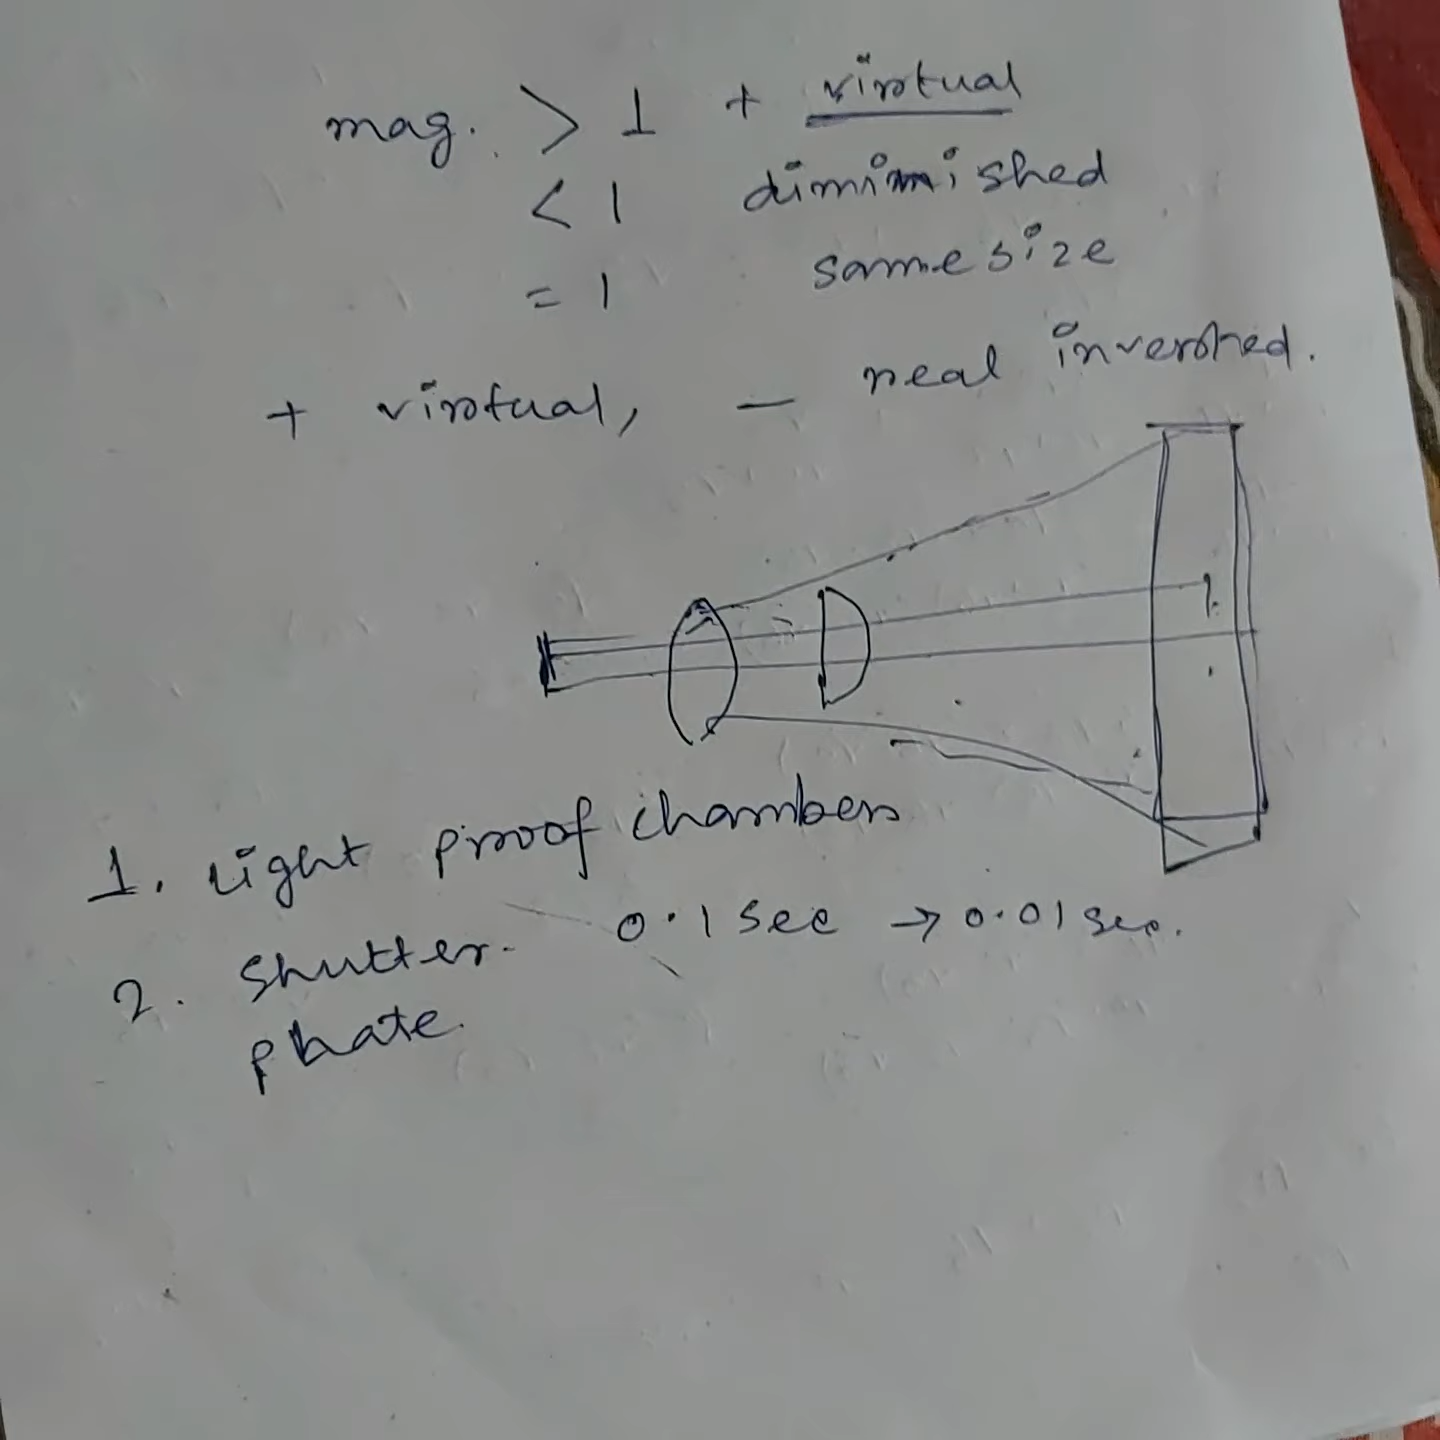 mag. > 1 + virtual
< 1 diminished
= 1 same size
+ virtual, - real inverted.
1. Light proof chamber
2. Shutter. 0.1 sec → 0.01 sec.
plate.